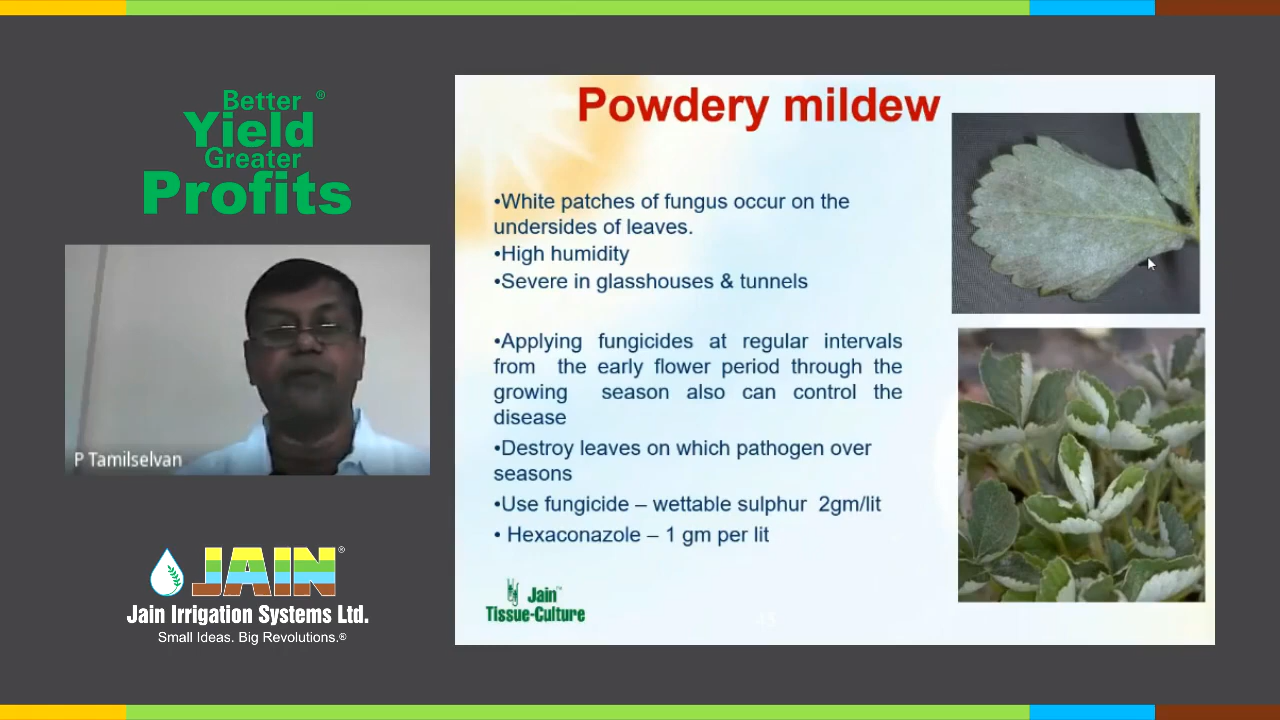 Better ®
Yield
Greater
Profits
P Tamilselvan
JAIN®
Jain Irrigation Systems Ltd.
Small Ideas. Big Revolutions.®
Powdery mildew
•White patches of fungus occur on the
undersides of leaves.
•High humidity
•Severe in glasshouses & tunnels
•Applying fungicides at regular intervals
from the early flower period through the
growing season also can control the
disease
•Destroy leaves on which pathogen over
seasons
•Use fungicide – wettable sulphur 2gm/lit
• Hexaconazole – 1 gm per lit
Jain™
Tissue-Culture